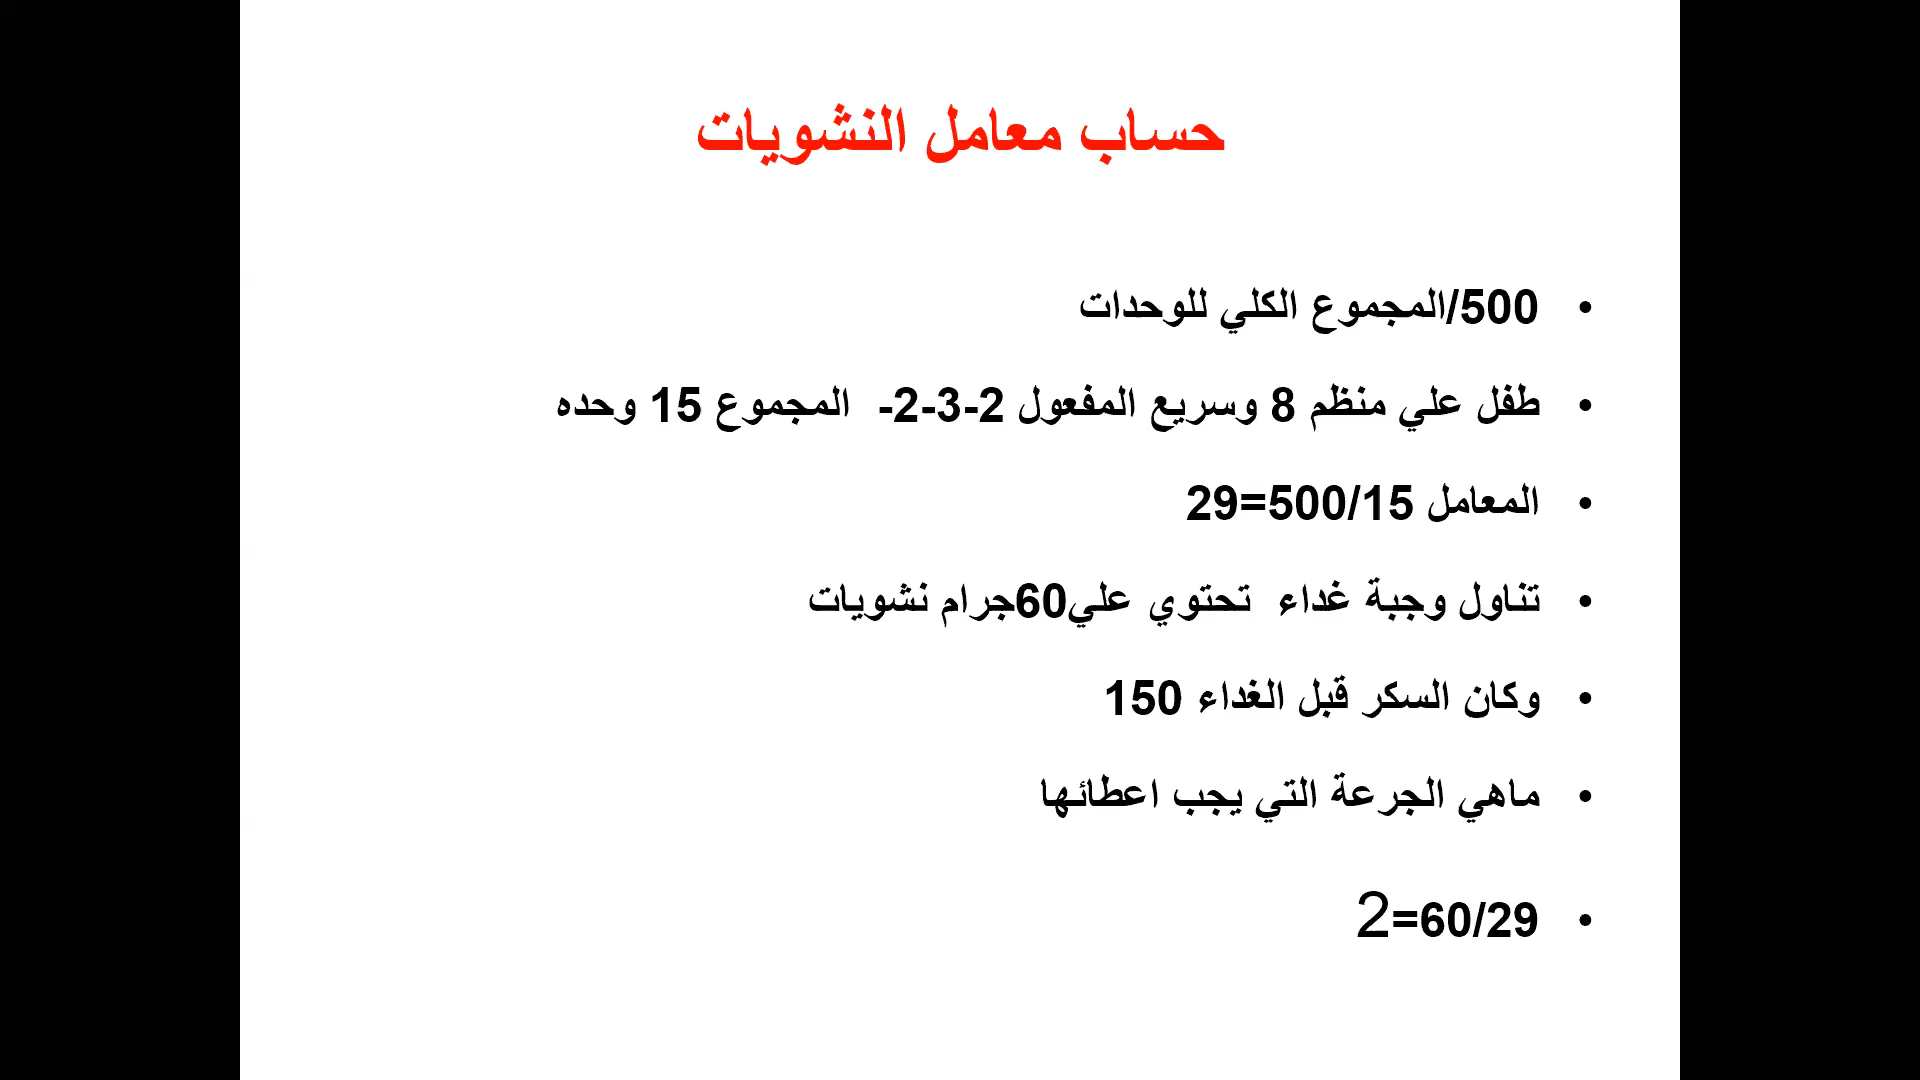 حساب معامل النشويات
• 500/المجموع الكلي للوحدات
• طفل علي منظم 8 وسريع المفعول 2-3-2- المجموع 15 وحده
• المعامل 500/15=29
• تناول وجبة غداء تحتوي علي60جرام نشويات
• وكان السكر قبل الغداء 150
• ماهي الجرعة التي يجب اعطائها
• 60/29=2